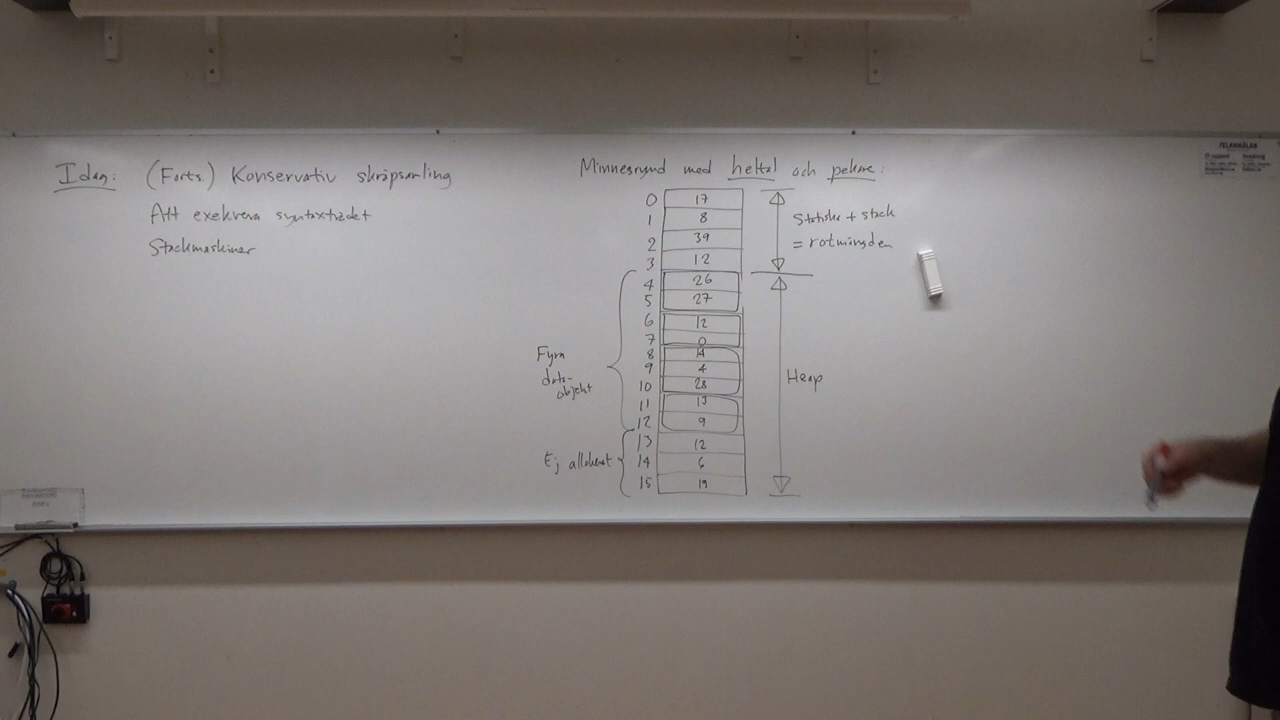 Idag: (Forts.) Konservativ skräpsamling
Att exekvera syntaxträdet
Stackmaskiner
Minnesrymd med heltal och pekare:
0 17
1 8
2 39
3 12
4 26
5 27
6 12
7 0
8 14
9 4
10 28
11 13
12 9
13 12
14 6
15 19
Statiska + stack
= rotmängden
Heap
Fyra
data-
objekt
Ej allokerat
FELANMÄLAN